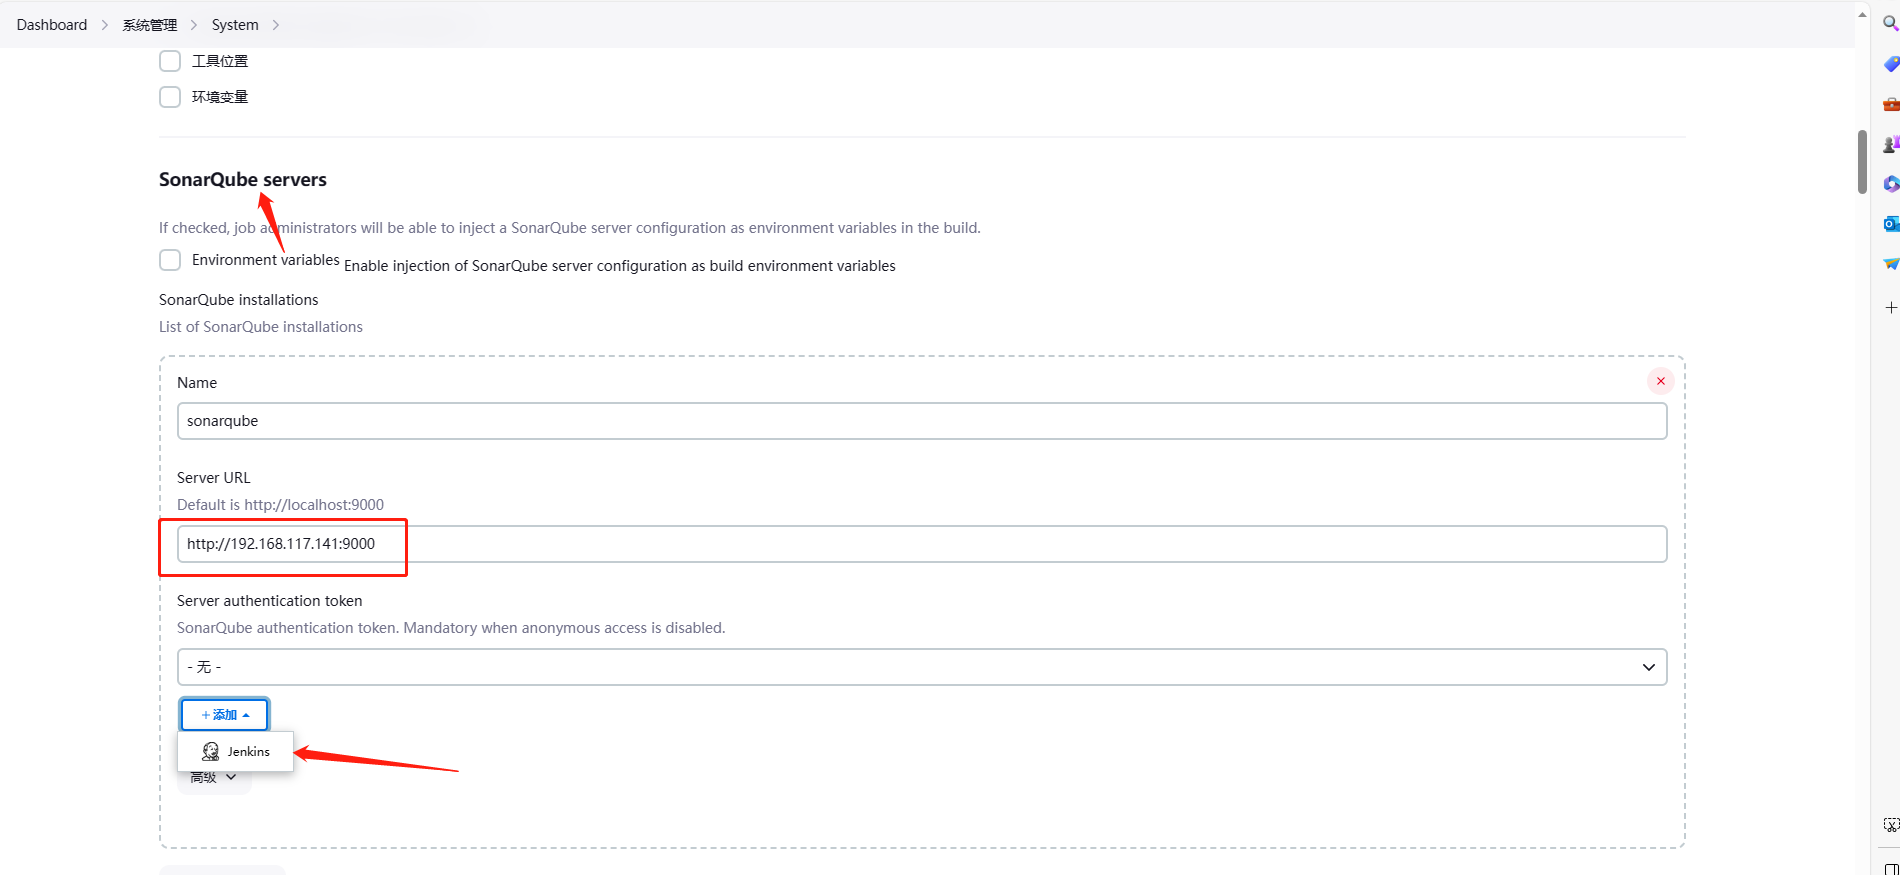 Dashboard > 系统管理 > System >
工具位置
环境变量
SonarQube servers
If checked, job administrators will be able to inject a SonarQube server configuration as environment variables in the build.
Environment variables Enable injection of SonarQube server configuration as build environment variables
SonarQube installations
List of SonarQube installations
Name
sonarqube
Server URL
Default is http://localhost:9000
http://192.168.117.141:9000
Server authentication token
SonarQube authentication token. Mandatory when anonymous access is disabled.
- 无 -
+添加
Jenkins
高级